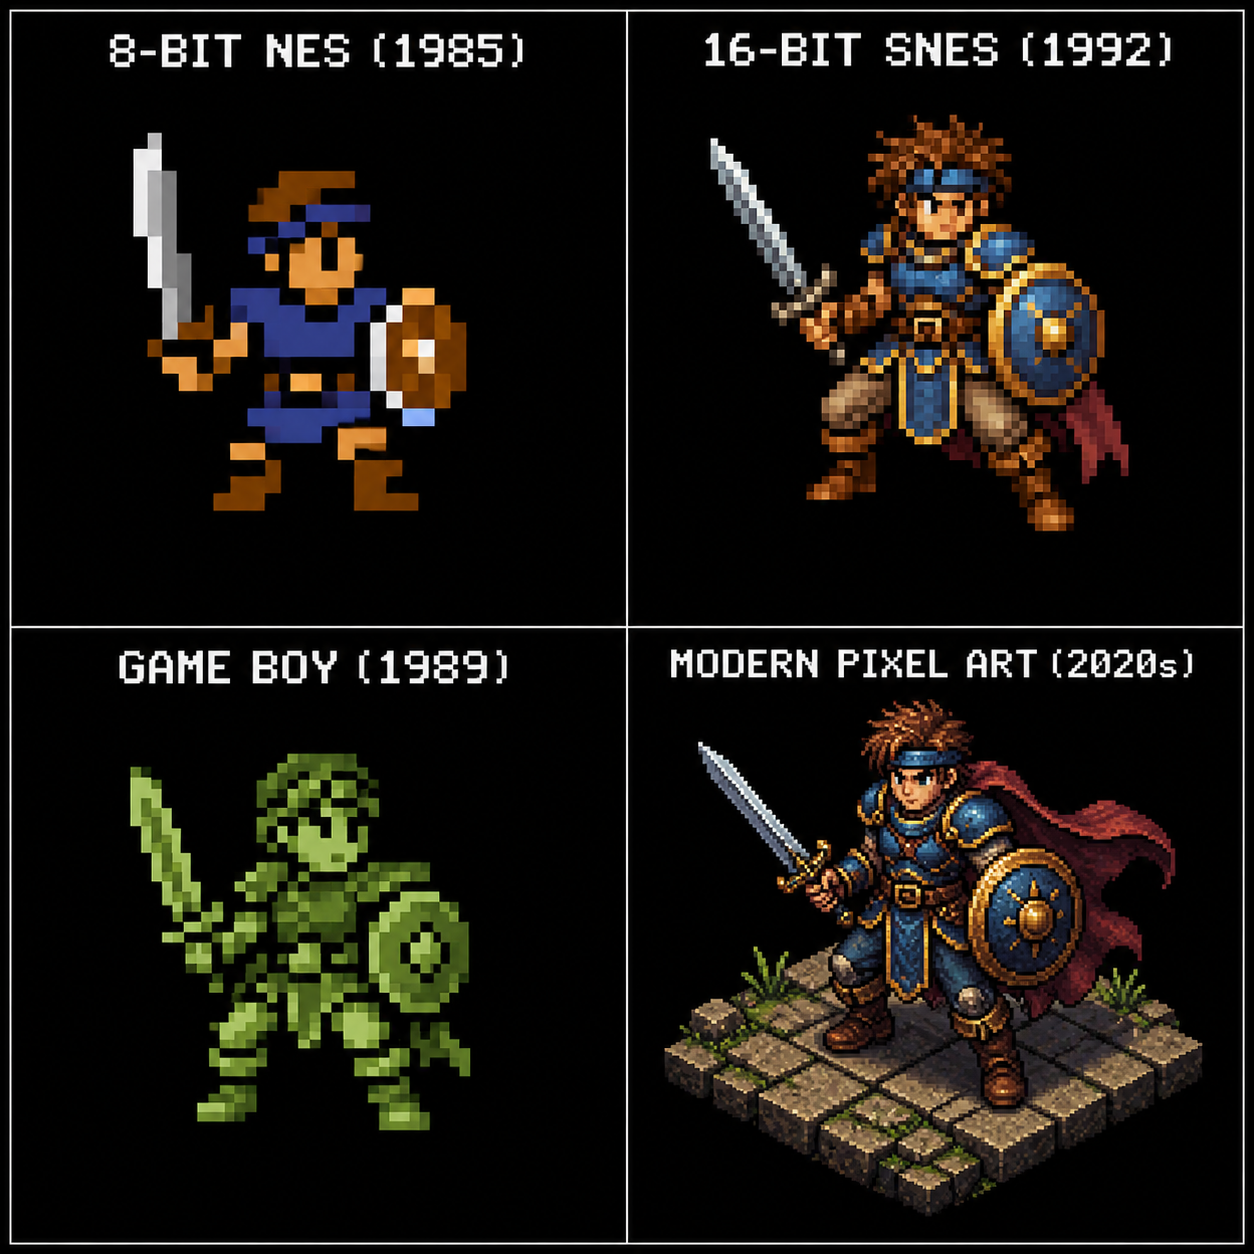 8-BIT NES (1985)
16-BIT SNES (1992)
GAME BOY (1989)
MODERN PIXEL ART (2020s)